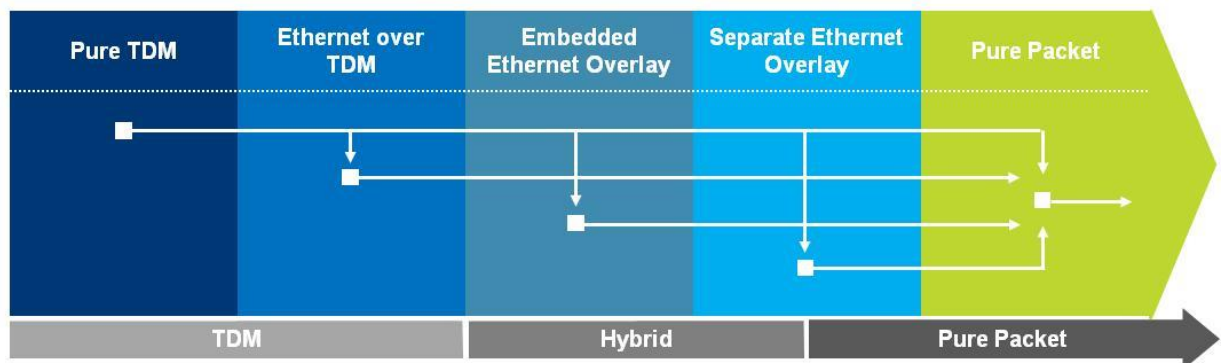 Pure TDM
Ethernet over
TDM
Embedded
Ethernet Overlay
Separate Ethernet
Overlay
Pure Packet
TDM
Hybrid
Pure Packet